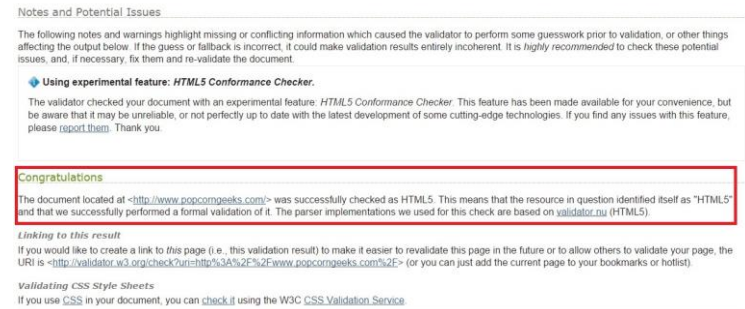 Notes and Potential Issues
The following notes and warnings highlight missing or conflicting information which caused the validator to perform some guesswork prior to validation, or other things
affecting the output below. If the guess or fallback is incorrect, it could make validation results entirely incoherent. It is highly recommended to check these potential
issues, and, if necessary, fix them and re-validate the document.
Using experimental feature: HTML5 Conformance Checker.
The validator checked your document with an experimental feature: HTML5 Conformance Checker. This feature has been made available for your convenience, but
be aware that it may be unreliable, or not perfectly up to date with the latest development of some cutting-edge technologies. If you find any issues with this feature,
please report them. Thank you.
Congratulations
The document located at <http://www.popcorngeeks.com/> was successfully checked as HTML5. This means that the resource in question identified itself as "HTML5"
and that we successfully performed a formal validation of it. The parser implementations we used for this check are based on validator.nu (HTML5).
Linking to this result
If you would like to create a link to this page (i.e., this validation result) to make it easier to revalidate this page in the future or to allow others to validate your page, the
URI is <http://validator.w3.org/check?uri=http%3A%2F%2Fwww.popcorngeeks.com%2F> (or you can just add the current page to your bookmarks or hotlist).
Validating CSS Style Sheets
If you use CSS in your document, you can check it using the W3C CSS Validation Service.